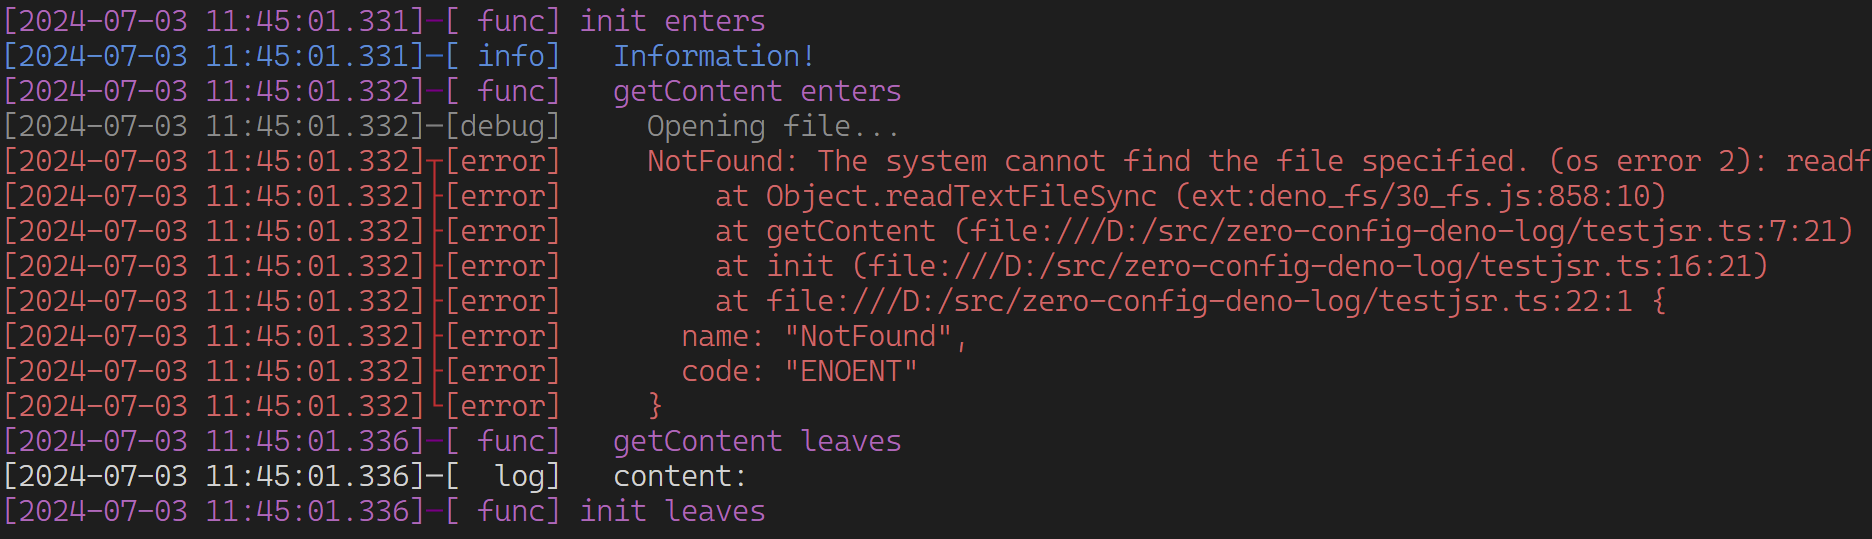 [2024-07-03 11:45:01.331]─[ func] init enters
[2024-07-03 11:45:01.331]─[ info]   Information!
[2024-07-03 11:45:01.332]─[ func]   getContent enters
[2024-07-03 11:45:01.332]─[debug]     Opening file...
[2024-07-03 11:45:01.332]┬[error]     NotFound: The system cannot find the file specified. (os error 2): readf
[2024-07-03 11:45:01.332]├[error]         at Object.readTextFileSync (ext:deno_fs/30_fs.js:858:10)
[2024-07-03 11:45:01.332]├[error]         at getContent (file:///D:/src/zero-config-deno-log/testjsr.ts:7:21)
[2024-07-03 11:45:01.332]├[error]         at init (file:///D:/src/zero-config-deno-log/testjsr.ts:16:21)
[2024-07-03 11:45:01.332]├[error]         at file:///D:/src/zero-config-deno-log/testjsr.ts:22:1 {
[2024-07-03 11:45:01.332]├[error]       name: "NotFound",
[2024-07-03 11:45:01.332]├[error]       code: "ENOENT"
[2024-07-03 11:45:01.332]└[error]     }
[2024-07-03 11:45:01.336]─[ func]   getContent leaves
[2024-07-03 11:45:01.336]─[  log]   content:
[2024-07-03 11:45:01.336]─[ func] init leaves